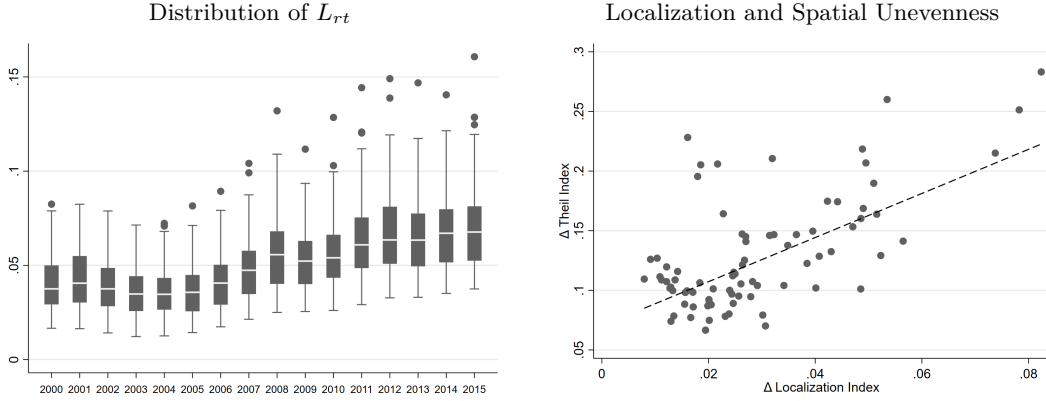 Distribution of L_{rt}
.15
.1
.05
0
2000 2001 2002 2003 2004 2005 2006 2007 2008 2009 2010 2011 2012 2013 2014 2015
Localization and Spatial Unevenness
Δ Theil Index
.3
.25
.2
.15
.1
.05
0 .02 .04 .06 .08
Δ Localization Index